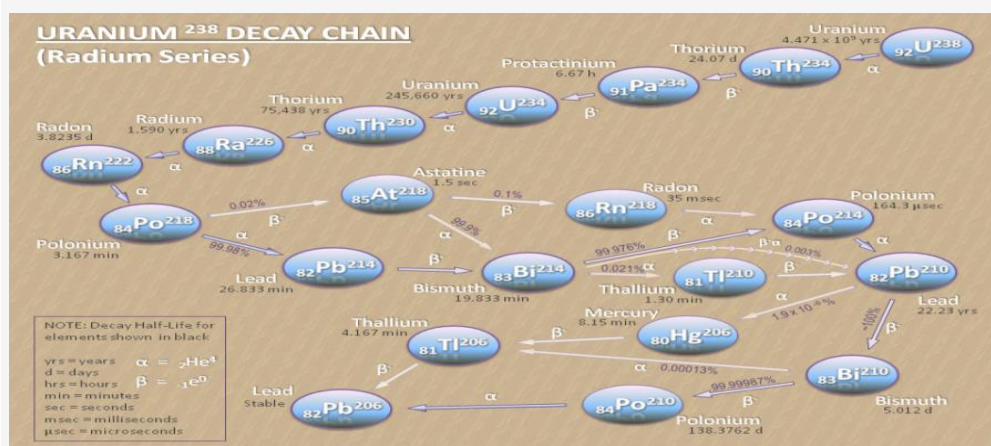 URANIUM ²³⁸ DECAY CHAIN
(Radium Series)
Uranium
4.471 x 10⁹ yrs
₉₂U²³⁸
α
Thorium
24.07 d
₉₀Th²³⁴
β⁻
Protactinium
6.67 h
₉₁Pa²³⁴
β⁻
Uranium
245,660 yrs
₉₂U²³⁴
α
Thorium
75,438 yrs
₉₀Th²³⁰
α
Radium
1.590 yrs
₈₈Ra²²⁶
α
Radon
3.8235 d
₈₆Rn²²²
α
₈₄Po²¹⁸
Polonium
3.167 min
0.02%
β⁻
α
99.98%
Astatine
1.5 sec
₈₅At²¹⁸
0.1%
β⁻
99.9%
α
Radon
35 msec
₈₆Rn²¹⁸
α
Polonium
164.3 µsec
₈₄Po²¹⁴
α
Lead
26.833 min
₈₂Pb²¹⁴
β⁻
₈₃Bi²¹⁴
Bismuth
19.833 min
99.976%
β⁻
β⁻α
0.003%
0.021%
α
₈₁Tl²¹⁰
Thallium
1.30 min
β⁻
₈₂Pb²¹⁰
Lead
22.23 yrs
α
1.9 x 10⁻⁶ %
~100%
β⁻
Mercury
8.15 min
₈₀Hg²⁰⁶
β⁻
Thallium
4.167 min
₈₁Tl²⁰⁶
β⁻
α 0.00013%
₈₃Bi²¹⁰
Bismuth
5.012 d
99.99987%
β⁻
₈₄Po²¹⁰
Polonium
138.3762 d
α
Lead
Stable
₈₂Pb²⁰⁶
NOTE: Decay Half-Life for
elements shown in black
yrs = years
d = days
hrs = hours
min = minutes
sec = seconds
msec = milliseconds
µsec = microseconds
α = ₂He⁴
β⁻ = ₋₁e⁰